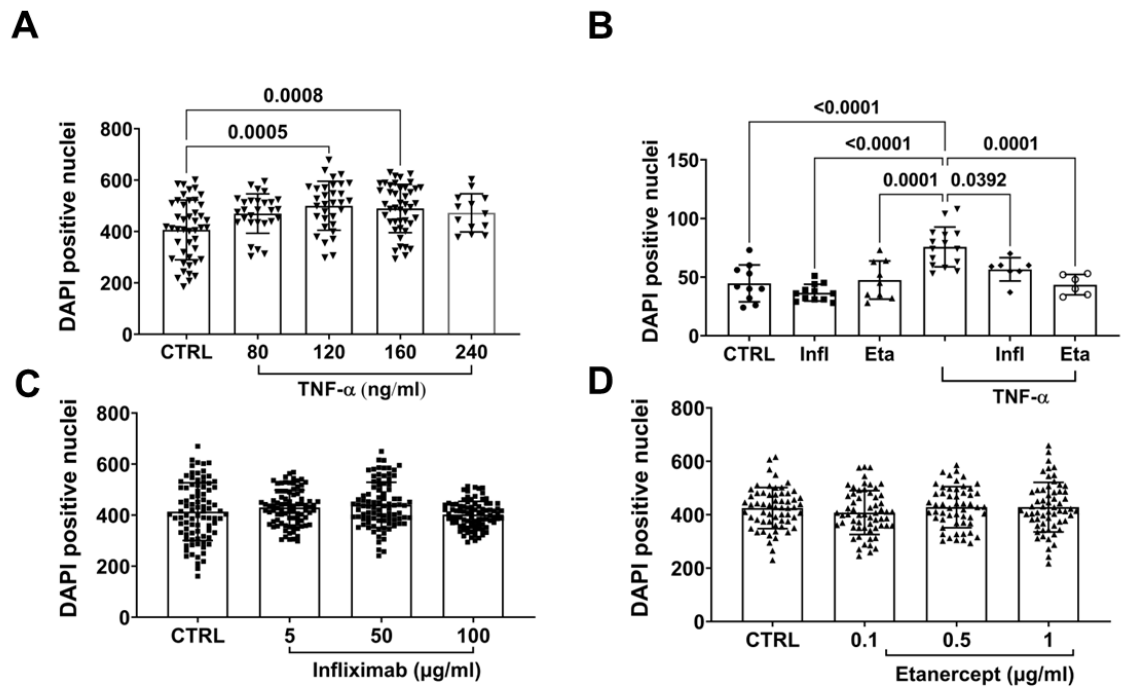 A
0.0008
0.0005
DAPI positive nuclei
800
600
400
200
0
CTRL 80 120 160 240
TNF-α (ng/ml)
B
<0.0001
<0.0001 0.0001
0.0001 0.0392
DAPI positive nuclei
150
100
50
0
CTRL Infl Eta Infl Eta
TNF-α
C
DAPI positive nuclei
800
600
400
200
0
CTRL 5 50 100
Infliximab (µg/ml)
D
DAPI positive nuclei
800
600
400
200
0
CTRL 0.1 0.5 1
Etanercept (µg/ml)